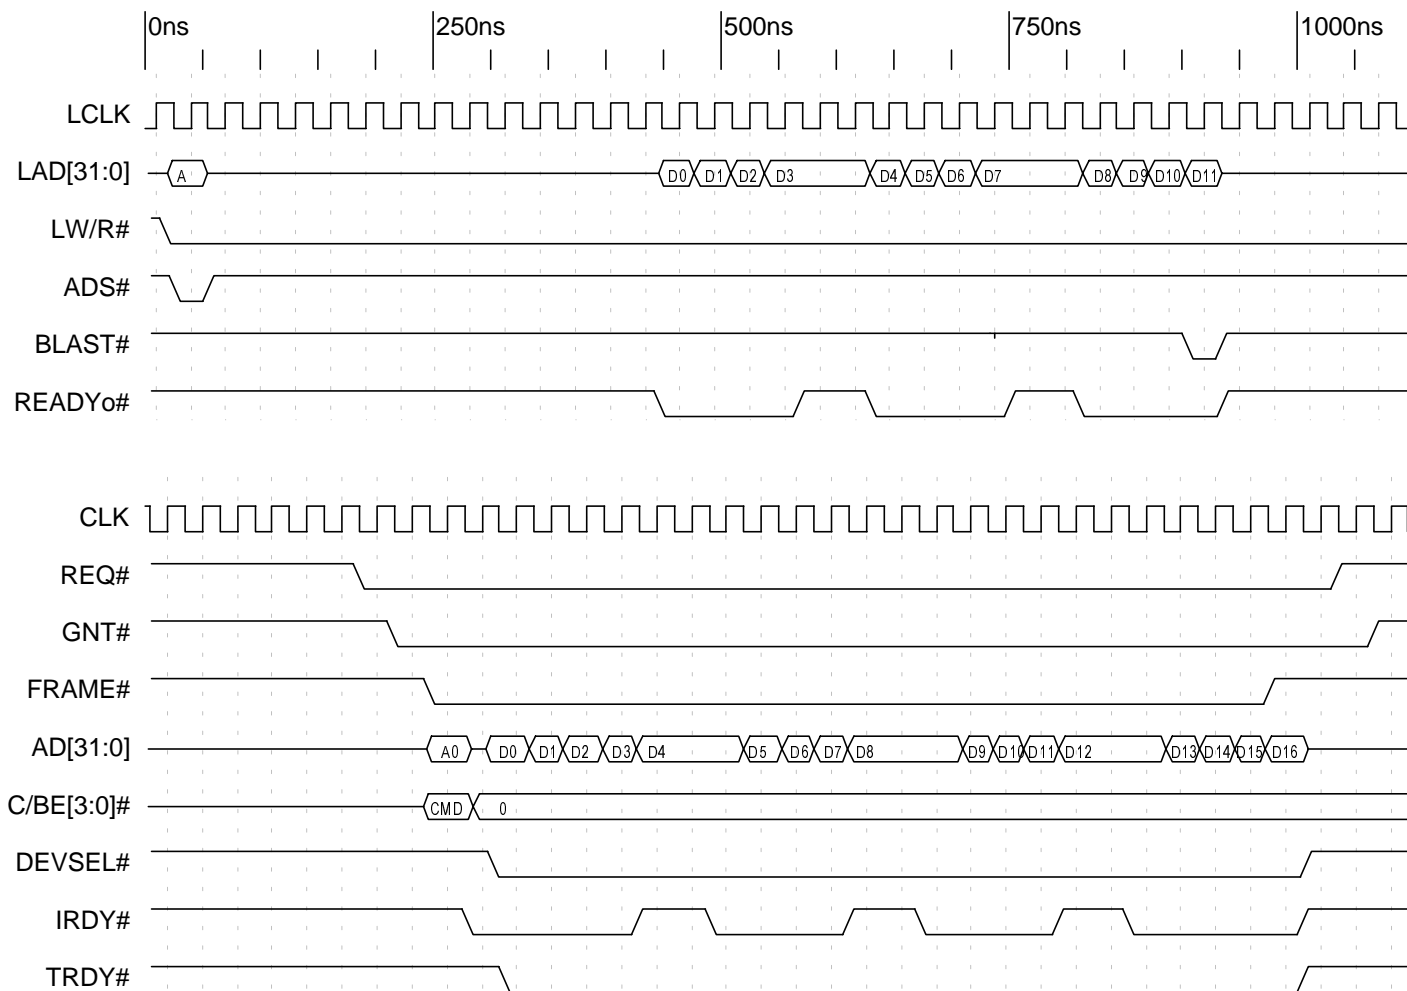 0ns 250ns 500ns 750ns 1000ns
LCLK
LAD[31:0] A D0 D1 D2 D3 D4 D5 D6 D7 D8 D9 D10 D11
LW/R#
ADS#
BLAST#
READYo#
CLK
REQ#
GNT#
FRAME#
AD[31:0] A0 D0 D1 D2 D3 D4 D5 D6 D7 D8 D9 D10 D11 D12 D13 D14 D15 D16
C/BE[3:0]# CMD 0
DEVSEL#
IRDY#
TRDY#